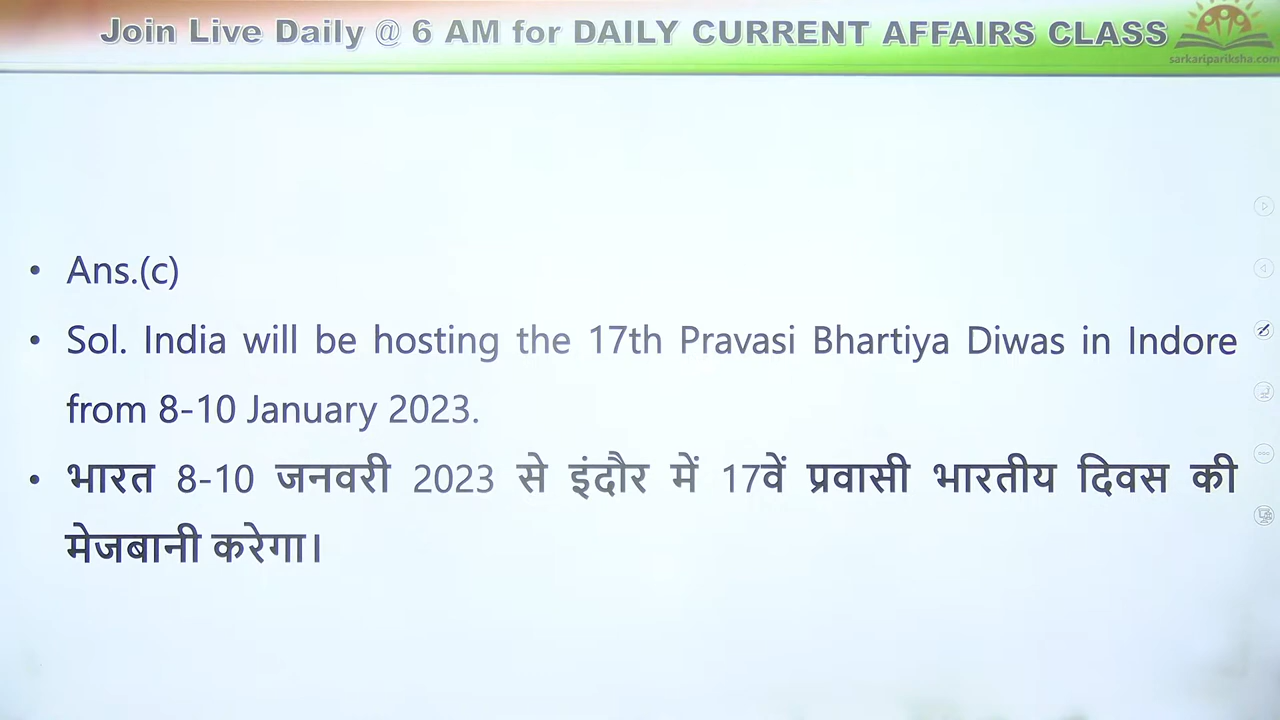 Join Live Daily @ 6 AM for DAILY CURRENT AFFAIRS CLASS
sarkaripariksha.com
• Ans.(c)
• Sol. India will be hosting the 17th Pravasi Bhartiya Diwas in Indore
from 8-10 January 2023.
• भारत 8-10 जनवरी 2023 से इंदौर में 17वें प्रवासी भारतीय दिवस की
मेजबानी करेगा।